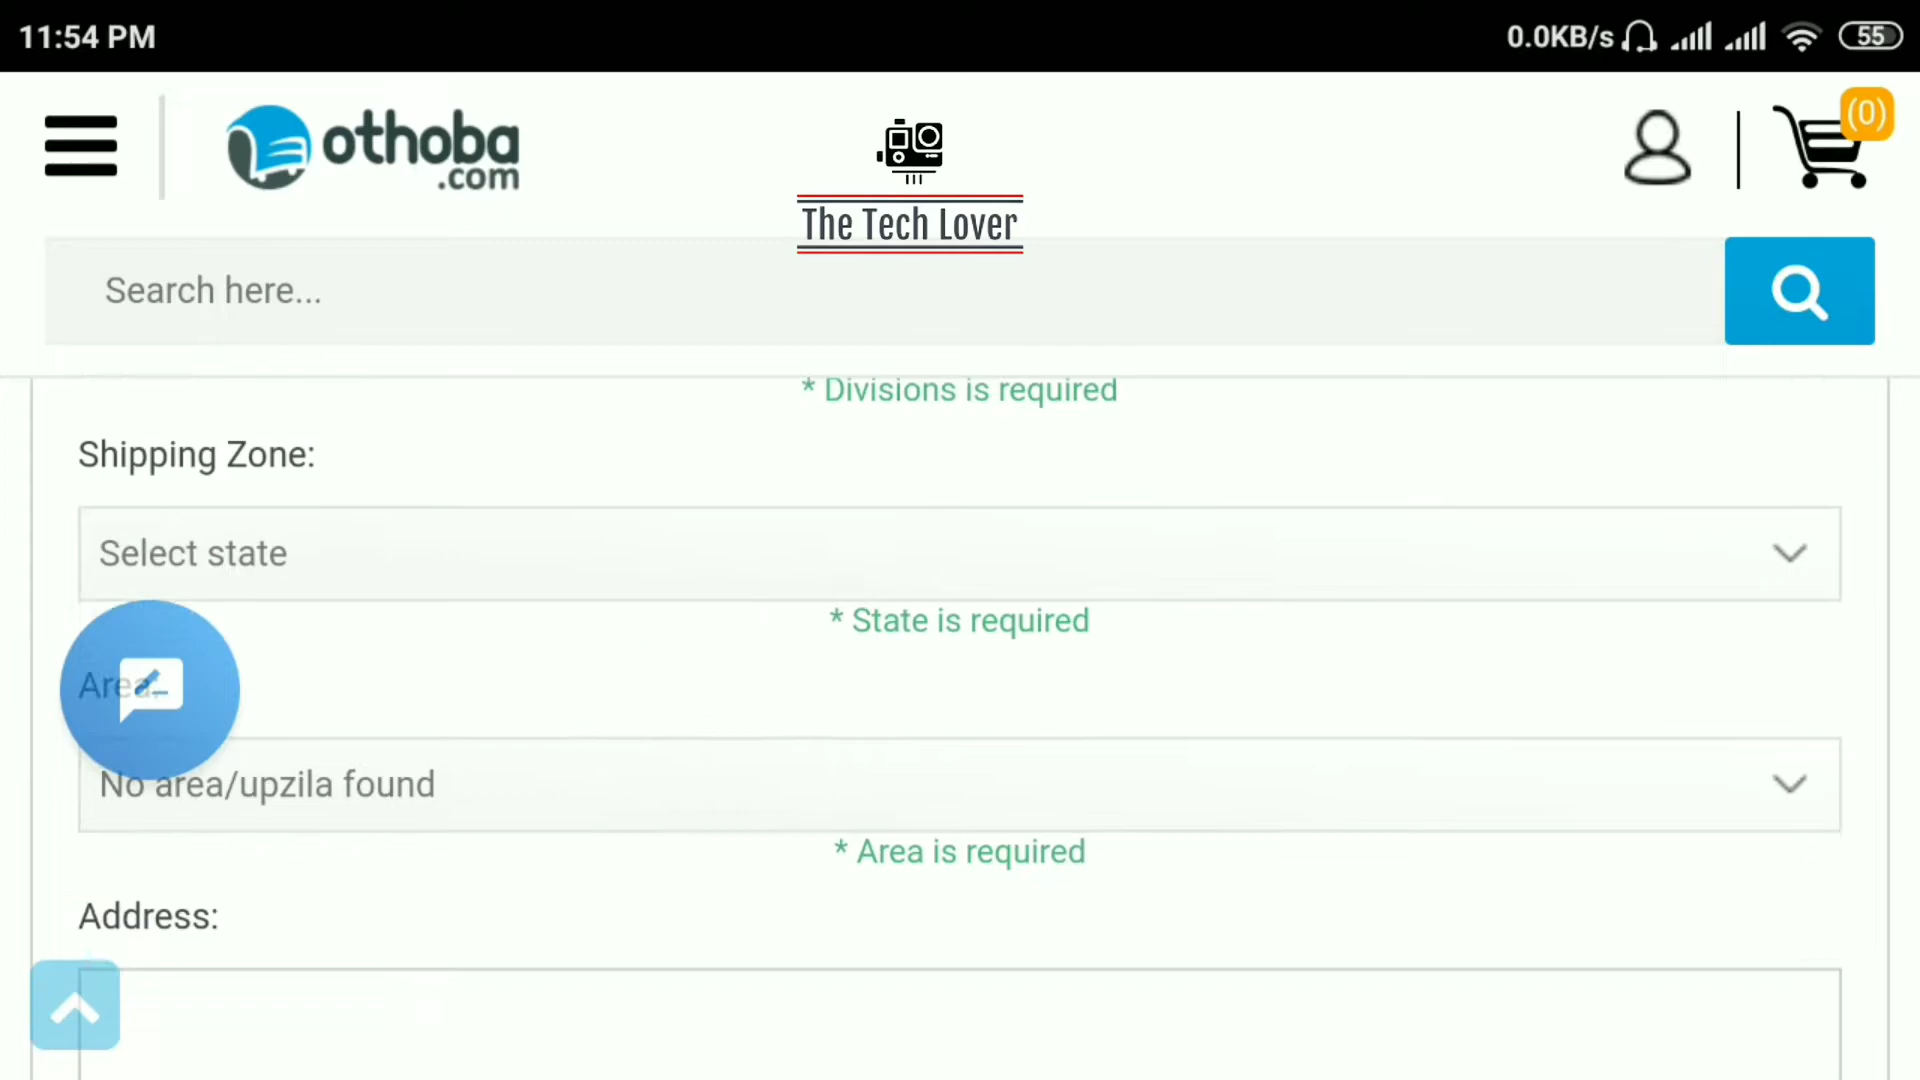 11:54 PM
0.0KB/s
55
othoba
.com
(0)
The Tech Lover
Search here...
* Divisions is required
Shipping Zone:
Select state
* State is required
Area:
No area/upzila found
* Area is required
Address: